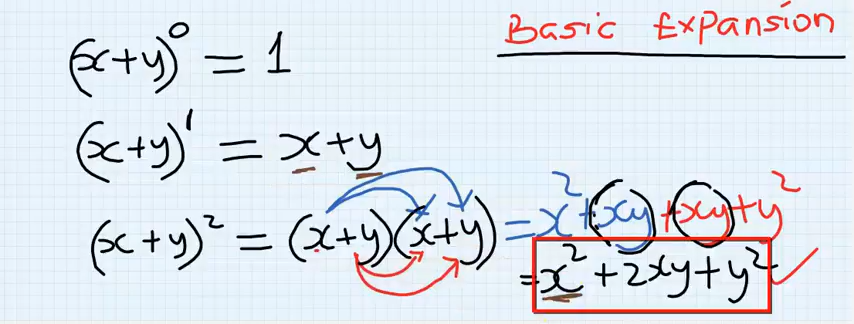 Basic Expansion
(x+y)⁰ = 1
(x+y)¹ = x+y
(x+y)² = (x+y)(x+y) = x²+xy+xy+y²
= x²+2xy+y²